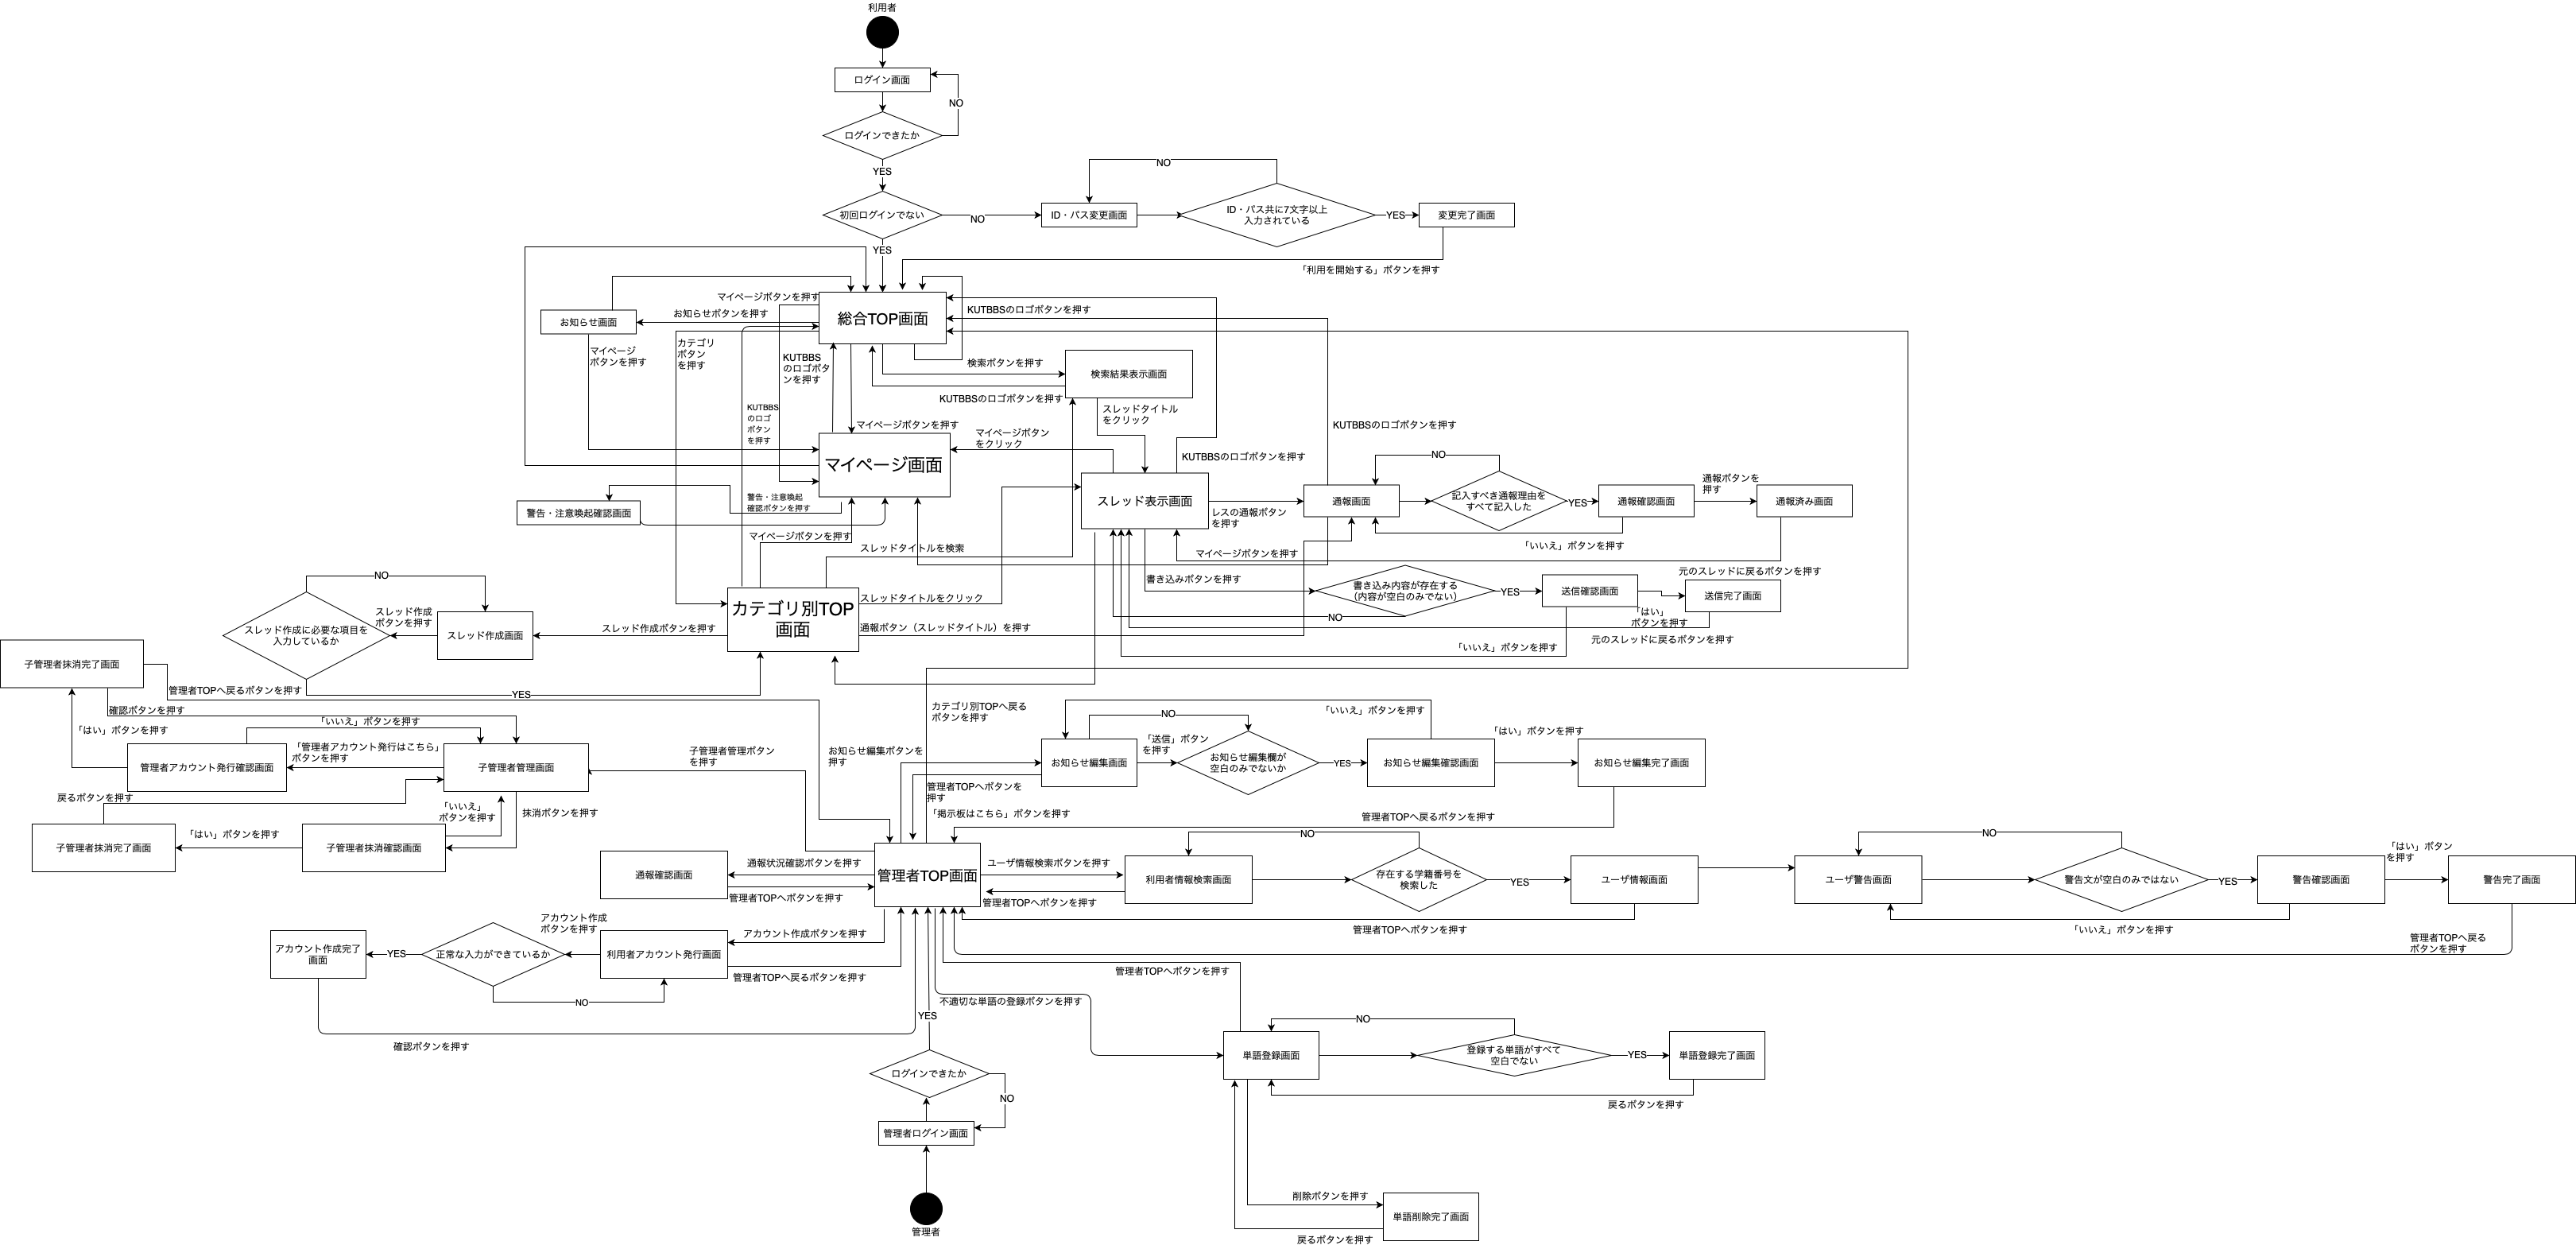 利用者
ログイン画面
NO
ログインできたか
YES
NO
初回ログインでない
NO
ID・パス変更画面
ID・パス共に7文字以上
入力されている
YES
変更完了画面
YES
「利用を開始する」ボタンを押す
マイページボタンを押す
お知らせボタンを押す
お知らせ画面
総合TOP画面
KUTBBSのロゴボタンを押す
マイページ
ボタンを押す
カテゴリ
ボタン
を押す
KUTBBS
のロゴボタ
ンを押す
検索ボタンを押す
検索結果表示画面
KUTBBSのロゴボタンを押す
KUTBBS
のロゴ
ボタン
を押す
スレッドタイトル
をクリック
マイページボタンを押す
マイページボタン
をクリック
KUTBBSのロゴボタンを押す
マイページ画面
KUTBBSのロゴボタンを押す
NO
警告・注意喚起
確認ボタンを押す
警告・注意喚起確認画面
スレッド表示画面
レスの通報ボタン
を押す
通報画面
記入すべき通報理由を
すべて記入した
YES
通報確認画面
通報ボタンを
押す
通報済み画面
マイページボタンを押す
スレッドタイトルを検索
マイページボタンを押す
「いいえ」ボタンを押す
元のスレッドに戻るボタンを押す
書き込みボタンを押す
書き込み内容が存在する
（内容が空白のみでない）
YES
送信確認画面
送信完了画面
「はい」
ボタンを押す
NO
元のスレッドに戻るボタンを押す
「いいえ」ボタンを押す
NO
スレッド作成に必要な項目を
入力しているか
スレッド作成
ボタンを押す
スレッド作成画面
スレッド作成ボタンを押す
カテゴリ別TOP
画面
スレッドタイトルをクリック
通報ボタン（スレッドタイトル）を押す
YES
子管理者抹消完了画面
管理者TOPへ戻るボタンを押す
確認ボタンを押す
「はい」ボタンを押す
「いいえ」ボタンを押す
管理者アカウント発行確認画面
「管理者アカウント発行はこちら」
ボタンを押す
子管理者管理画面
子管理者管理ボタン
を押す
戻るボタンを押す
「いいえ」
ボタンを押す
抹消ボタンを押す
子管理者抹消完了画面
「はい」ボタンを押す
子管理者抹消確認画面
カテゴリ別TOPへ戻る
ボタンを押す
お知らせ編集ボタンを
押す
NO
「いいえ」ボタンを押す
お知らせ編集画面
「送信」ボタン
を押す
お知らせ編集欄が
空白のみでないか
YES
お知らせ編集確認画面
「はい」ボタンを押す
お知らせ編集完了画面
管理者TOPへボタンを
押す
「掲示板はこちら」ボタンを押す
管理者TOPへ戻るボタンを押す
通報確認画面
通報状況確認ボタンを押す
管理者TOPへボタンを押す
管理者TOP画面
ユーザ情報検索ボタンを押す
管理者TOPへボタンを押す
利用者情報検索画面
NO
存在する学籍番号を
検索した
YES
ユーザ情報画面
管理者TOPへボタンを押す
ユーザ警告画面
NO
警告文が空白のみではない
YES
警告確認画面
「はい」ボタン
を押す
警告完了画面
「いいえ」ボタンを押す
管理者TOPへ戻る
ボタンを押す
アカウント作成完了
画面
YES
正常な入力ができているか
アカウント作成
ボタンを押す
利用者アカウント発行画面
アカウント作成ボタンを押す
管理者TOPへ戻るボタンを押す
NO
確認ボタンを押す
管理者TOPへボタンを押す
不適切な単語の登録ボタンを押す
YES
ログインできたか
NO
管理者ログイン画面
管理者
単語登録画面
NO
登録する単語がすべて
空白でない
YES
単語登録完了画面
戻るボタンを押す
削除ボタンを押す
単語削除完了画面
戻るボタンを押す